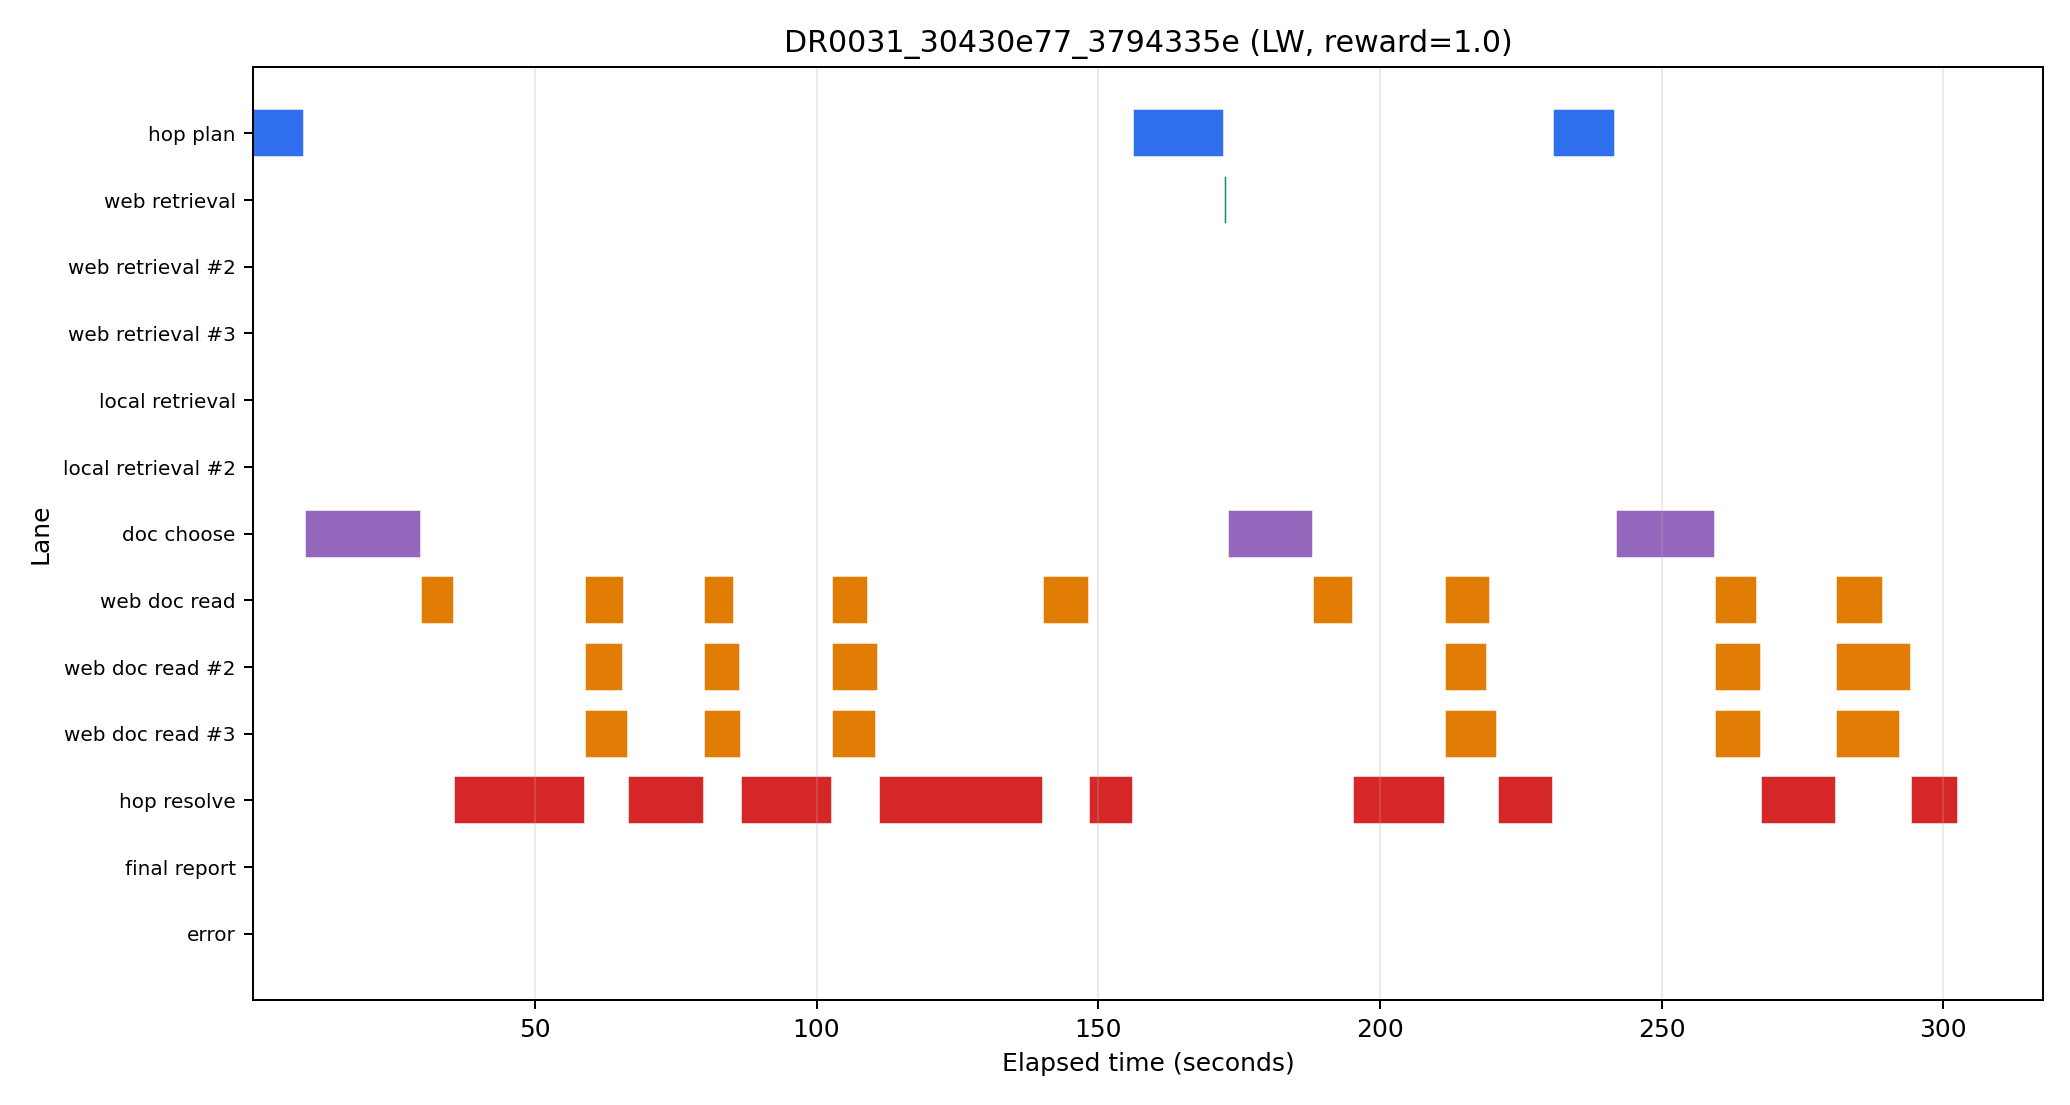 DR0031_30430e77_3794335e (LW, reward=1.0)
Lane
hop plan
web retrieval
web retrieval #2
web retrieval #3
local retrieval
local retrieval #2
doc choose
web doc read
web doc read #2
web doc read #3
hop resolve
final report
error
50
100
150
200
250
300
Elapsed time (seconds)